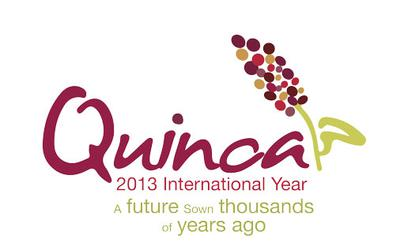 Quinoa
2013 International Year
A future Sown thousands
of years ago